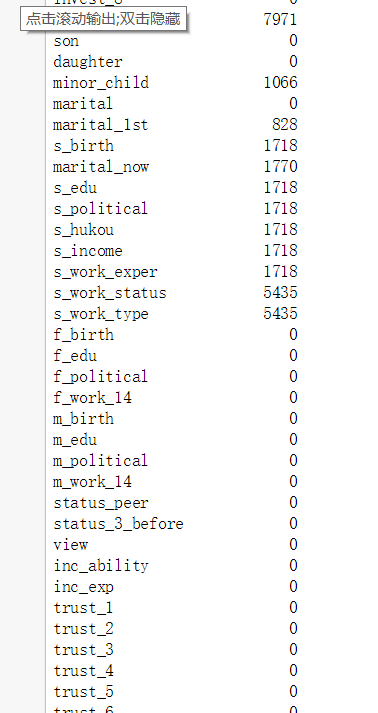 点击滚动输出;双击隐藏 7971
son 0
daughter 0
minor_child 1066
marital 0
marital_1st 828
s_birth 1718
marital_now 1770
s_edu 1718
s_political 1718
s_hukou 1718
s_income 1718
s_work_exper 1718
s_work_status 5435
s_work_type 5435
f_birth 0
f_edu 0
f_political 0
f_work_14 0
m_birth 0
m_edu 0
m_political 0
m_work_14 0
status_peer 0
status_3_before 0
view 0
inc_ability 0
inc_exp 0
trust_1 0
trust_2 0
trust_3 0
trust_4 0
trust_5 0